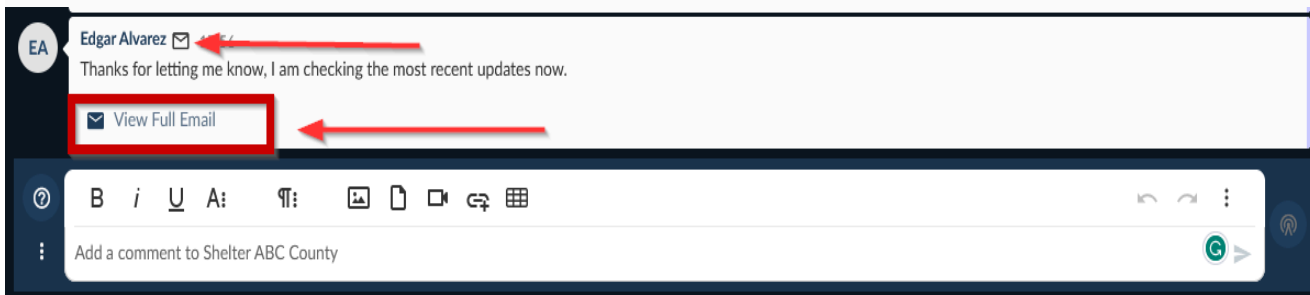 EA
Edgar Alvarez
Thanks for letting me know, I am checking the most recent updates now.
View Full Email
B i U A
Add a comment to Shelter ABC County
G